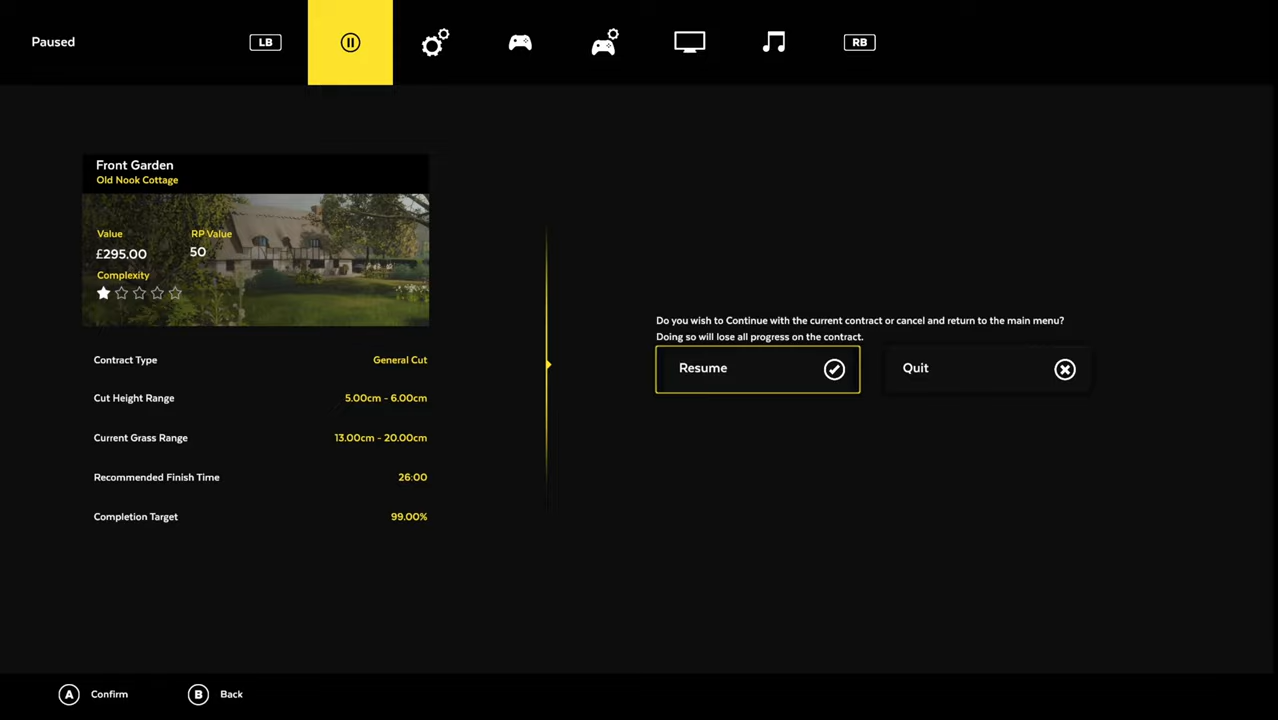 Paused
LB
RB
Front Garden
Old Nook Cottage
Value
RP Value
£295.00
50
Complexity
Contract Type
General Cut
Cut Height Range
5.00cm - 6.00cm
Current Grass Range
13.00cm - 20.00cm
Recommended Finish Time
26:00
Completion Target
99.00%
Do you wish to Continue with the current contract or cancel and return to the main menu?
Doing so will lose all progress on the contract.
Resume
Quit
A Confirm
B Back